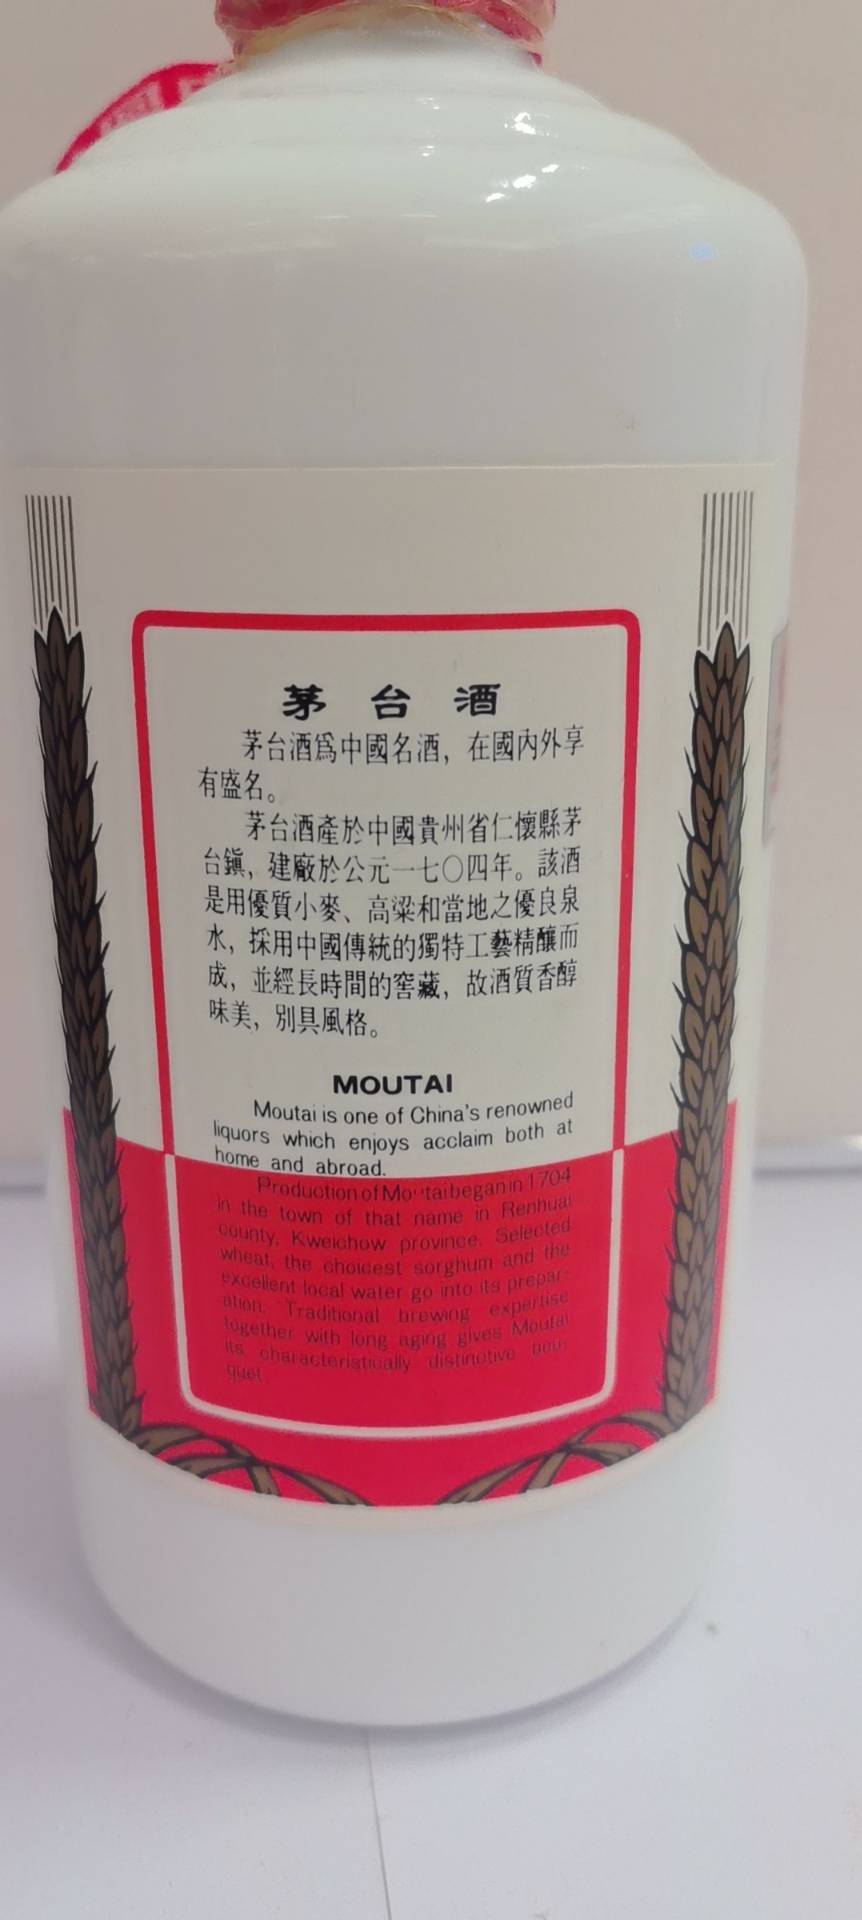 茅台酒
茅台酒爲中國名酒，在國內外享
有盛名。
茅台酒產於中國貴州省仁懷縣茅
台鎭，建廠於公元一七〇四年。該酒
是用優質小麥、高粱和當地之優良泉
水，採用中國傳統的獨特工藝精釀而
成，並經長時間的窖藏，故酒質香醇
味美，別具風格。
MOUTAI
Moutai is one of China's renowned
liquors which enjoys acclaim both at
home and abroad.
Production of Moutai began in 1704
in the town of that name in Renhuai
county, Kweichow province. Selected
wheat, the choicest sorghum and the
excellent local water go into its prepar-
ation. Traditional brewing expertise
together with long aging gives Moutai
its characteristically distinctive bou-
quet.